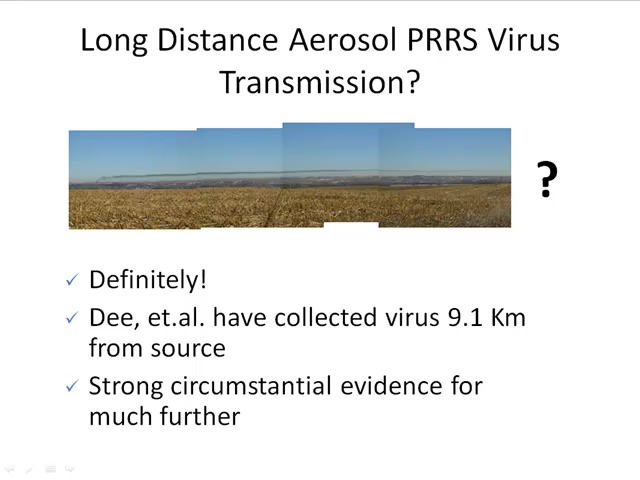 Long Distance Aerosol PRRS Virus
Transmission?
?
Definitely!
Dee, et.al. have collected virus 9.1 Km
from source
Strong circumstantial evidence for
much further